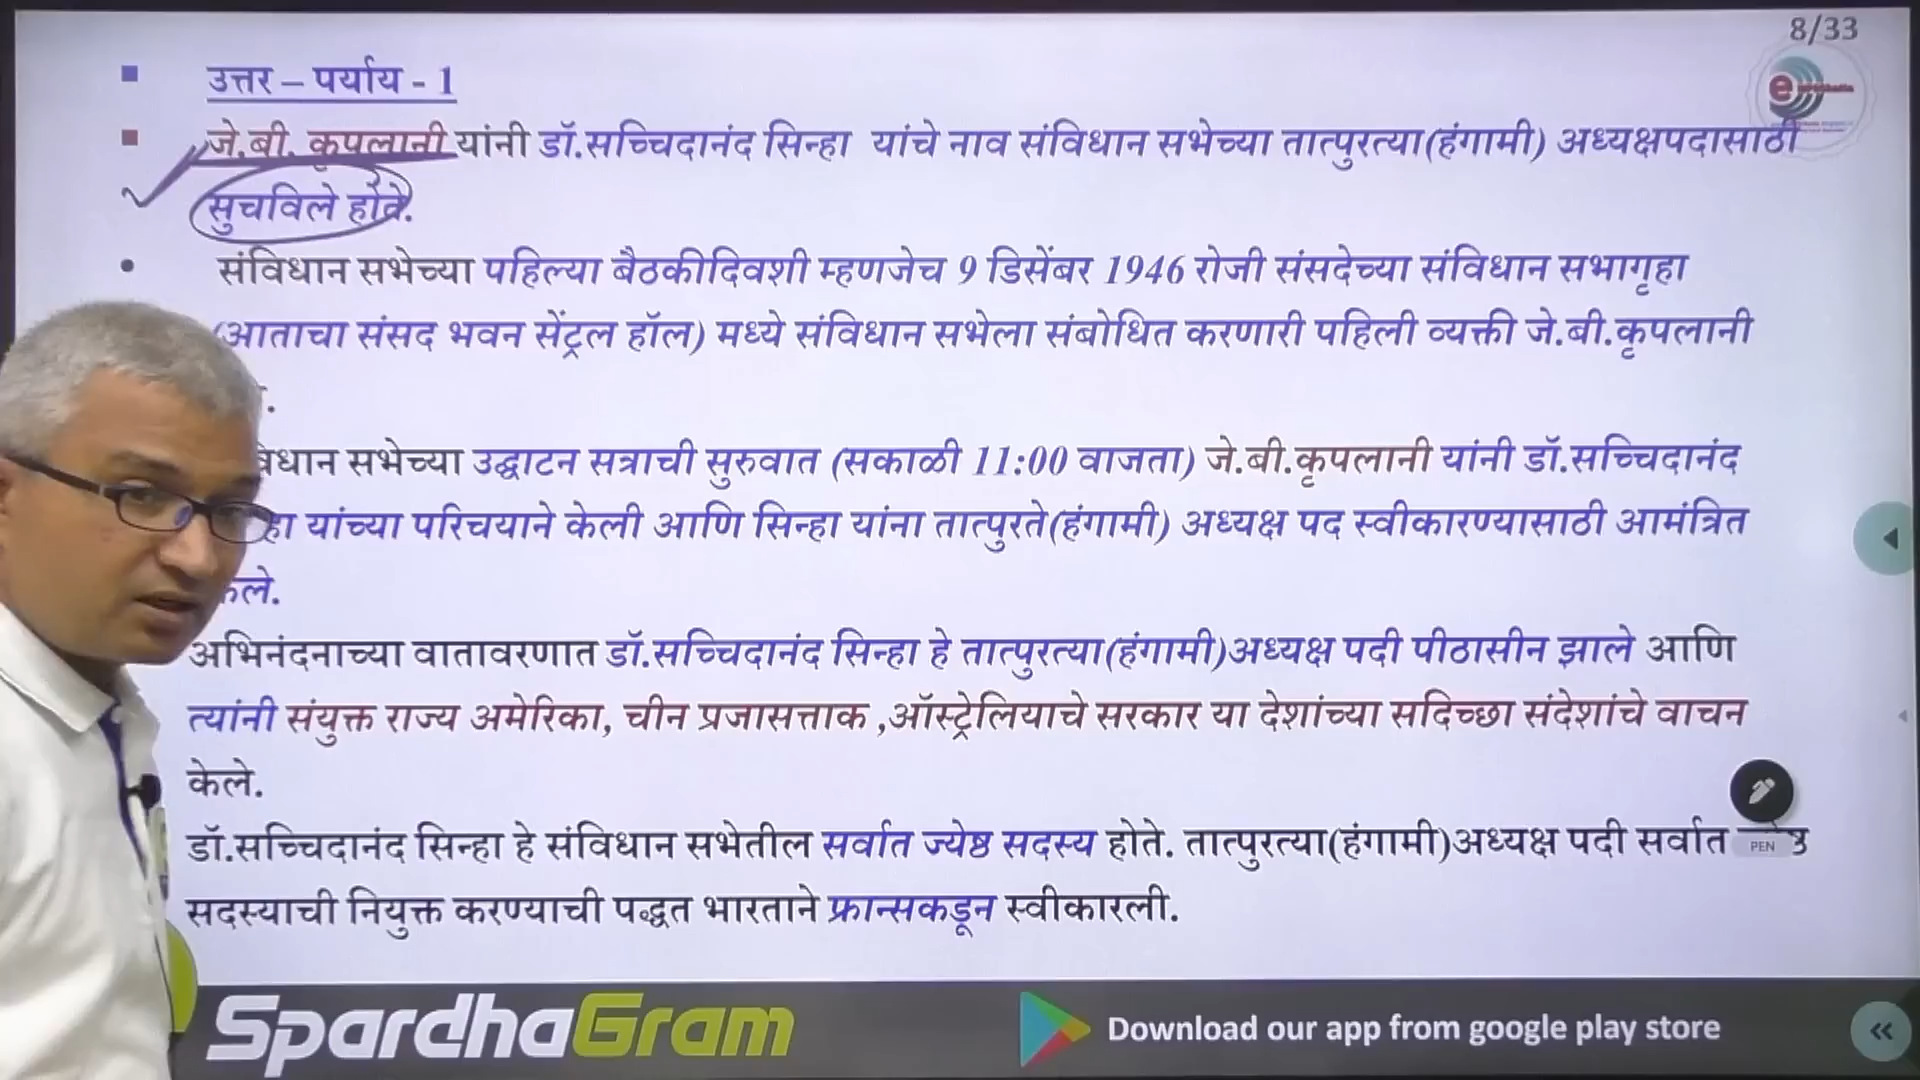 8/33
उत्तर – पर्याय - 1
जे.बी. कृपलानी यांनी डॉ.सच्चिदानंद सिन्हा यांचे नाव संविधान सभेच्या तात्पुरत्या(हंगामी) अध्यक्षपदासाठी
सुचविले होते.
संविधान सभेच्या पहिल्या बैठकीदिवशी म्हणजेच 9 डिसेंबर 1946 रोजी संसदेच्या संविधान सभागृहा
(आताचा संसद भवन सेंट्रल हॉल) मध्ये संविधान सभेला संबोधित करणारी पहिली व्यक्ती जे.बी.कृपलानी
सभेच्या उद्घाटन सत्राची सुरुवात (सकाळी 11:00 वाजता) जे.बी.कृपलानी यांनी डॉ.सच्चिदानंद
यांच्या परिचयाने केली आणि सिन्हा यांना तात्पुरते(हंगामी) अध्यक्ष पद स्वीकारण्यासाठी आमंत्रित
केले.
अभिनंदनाच्या वातावरणात डॉ.सच्चिदानंद सिन्हा हे तात्पुरत्या(हंगामी)अध्यक्ष पदी पीठासीन झाले आणि
त्यांनी संयुक्त राज्य अमेरिका, चीन प्रजासत्ताक ,ऑस्ट्रेलियाचे सरकार या देशांच्या सदिच्छा संदेशांचे वाचन
केले.
डॉ.सच्चिदानंद सिन्हा हे संविधान सभेतील सर्वात ज्येष्ठ सदस्य होते. तात्पुरत्या(हंगामी)अध्यक्ष पदी सर्वात
PEN
सदस्याची नियुक्त करण्याची पद्धत भारताने फ्रान्सकडून स्वीकारली.
SpardhaGram
Download our app from google play store